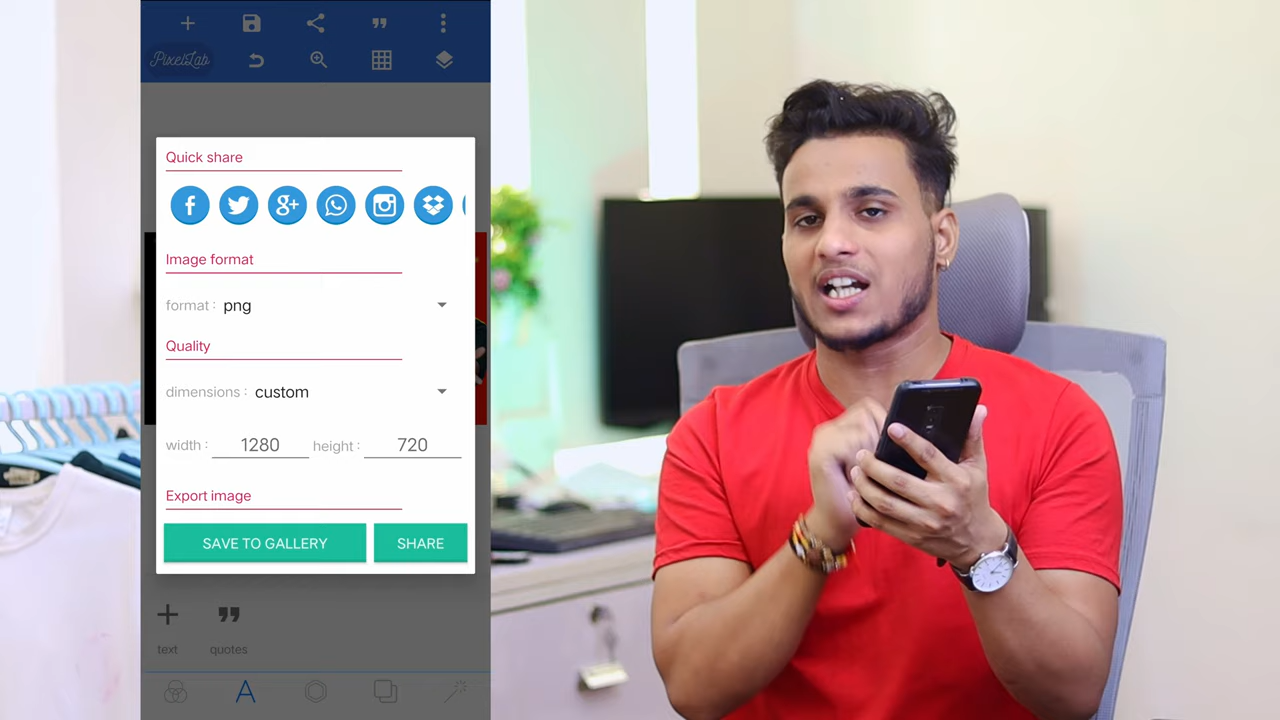 PixelLab
Quick share
Image format
format : png
Quality
dimensions : custom
width : 1280 height : 720
Export image
SAVE TO GALLERY SHARE
text quotes